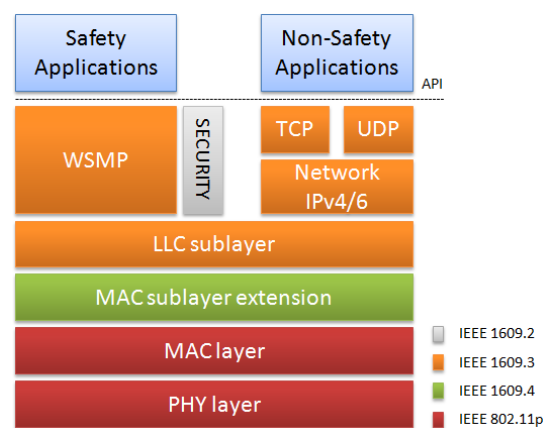 Safety
Applications
Non-Safety
Applications
API
WSMP
SECURITY
TCP
UDP
Network
IPv4/6
LLC sublayer
MAC sublayer extension
MAC layer
PHY layer
IEEE 1609.2
IEEE 1609.3
IEEE 1609.4
IEEE 802.11p